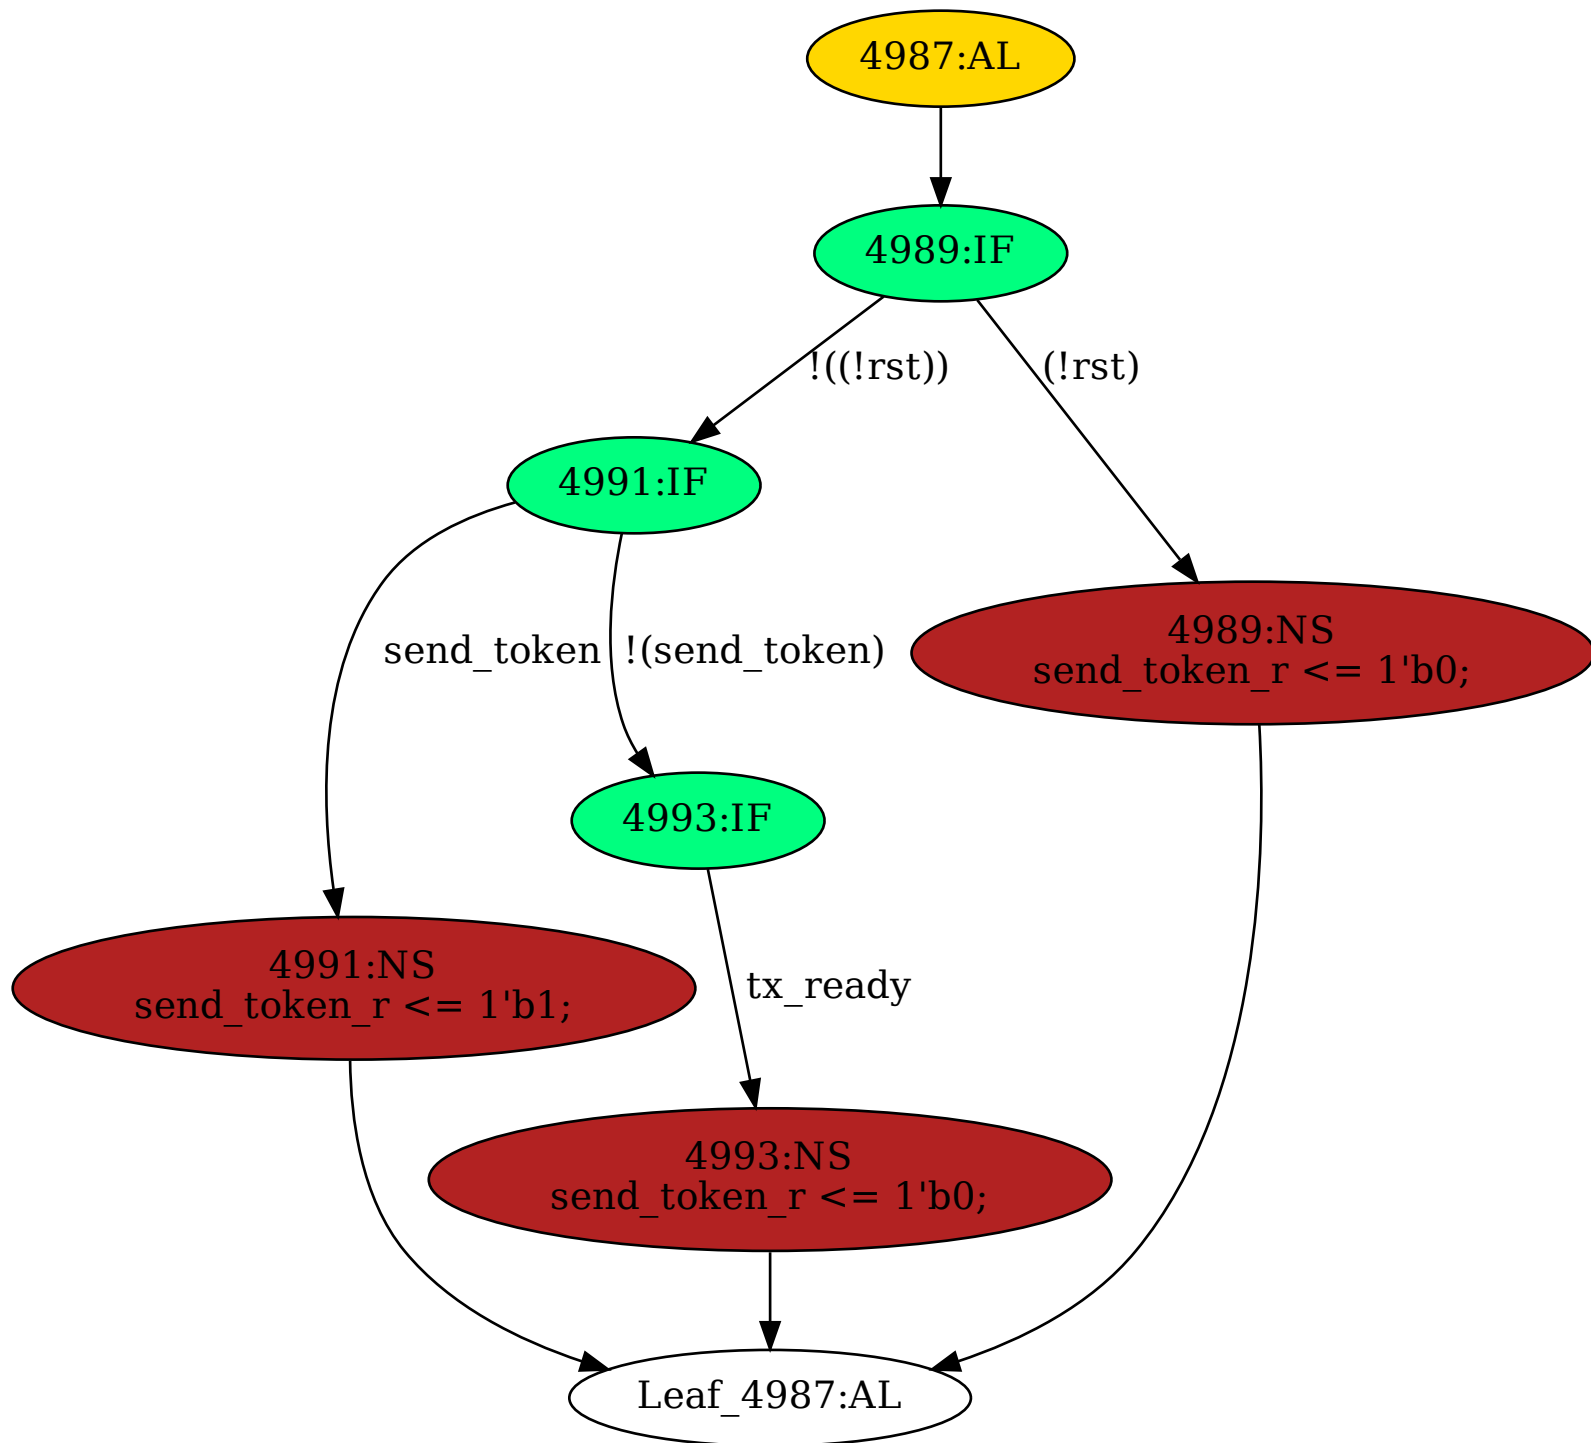 4987:AL
4989:IF
!((!rst))
(!rst)
4991:IF
send_token
!(send_token)
4989:NS
send_token_r <= 1'b0;
4993:IF
4991:NS
send_token_r <= 1'b1;
tx_ready
4993:NS
send_token_r <= 1'b0;
Leaf_4987:AL